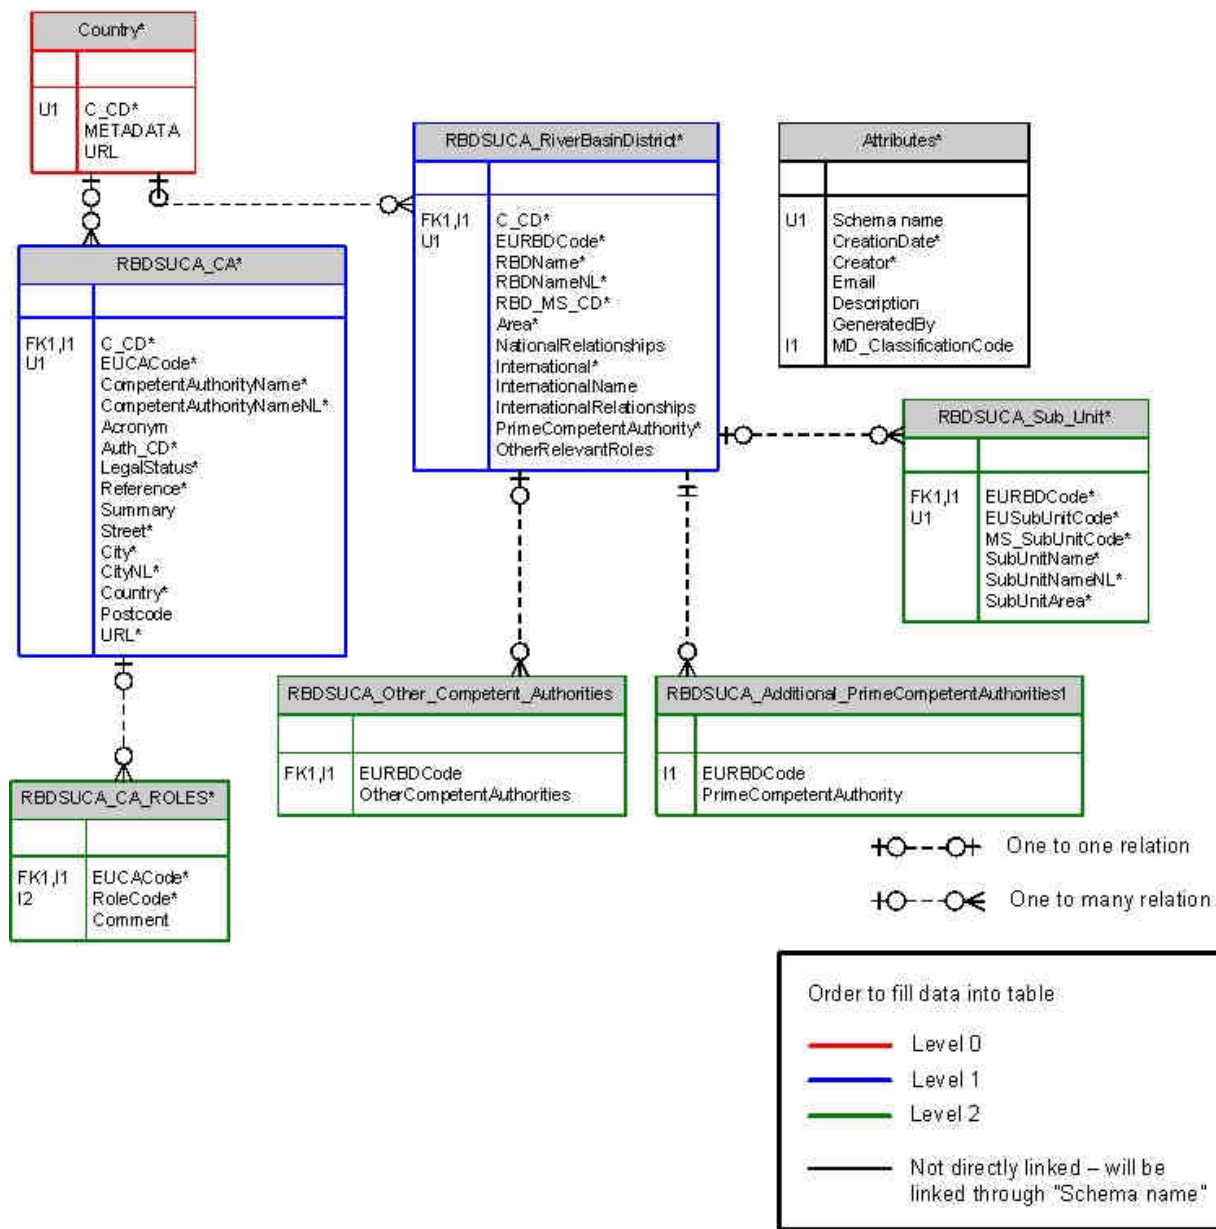 Country*
U1 C_CD*
METADATA
URL
RBDSUCA_RiverBasinDistrict*
FK1,I1 C_CD*
U1 EURBDCode*
RBDName*
RBDNameNL*
RBD_MS_CD*
Area*
NationalRelationships
International*
InternationalName
InternationalRelationships
PrimeCompetentAuthority*
OtherRelevantRoles
Attributes*
U1 Schema name
CreationDate*
Creator*
Email
Description
GeneratedBy
I1 MD_ClassificationCode
RBDSUCA_CA*
FK1,I1 C_CD*
U1 EUCACode*
CompetentAuthorityName*
CompetentAuthorityNameNL*
Acronym
Auth_CD*
LegalStatus*
Reference*
Summary
Street*
City*
CityNL*
Country*
Postcode
URL*
RBDSUCA_Sub_Unit*
FK1,I1 EURBDCode*
U1 EUSubUnitCode*
MS_SubUnitCode*
SubUnitName*
SubUnitNameNL*
SubUnitArea*
RBDSUCA_Other_Competent_Authorities
FK1,I1 EURBDCode
OtherCompetentAuthorities
RBDSUCA_Additional_PrimeCompetentAuthorities1
I1 EURBDCode
PrimeCompetentAuthority
RBDSUCA_CA_ROLES*
FK1,I1 EUCACode*
I2 RoleCode*
Comment
One to one relation
One to many relation
Order to fill data into table
Level 0
Level 1
Level 2
Not directly linked – will be
linked through "Schema name"